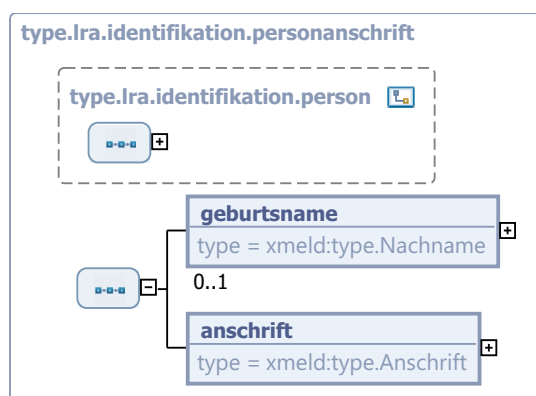 type.lra.identifikation.personanschrift
type.lra.identifikation.person
geburtsname
type = xmeld:type.Nachname
0..1
anschrift
type = xmeld:type.Anschrift